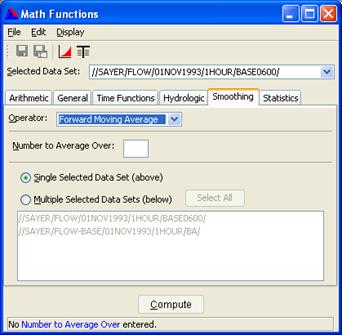 Math Functions
File Edit Display
Selected Data Set: //SAYER/FLOW/01NOV1993/1HOUR/BASE0600/
Arithmetic General Time Functions Hydrologic Smoothing Statistics
Operator: Forward Moving Average
Number to Average Over:
Single Selected Data Set (above)
Multiple Selected Data Sets (below) Select All
//SAYER/FLOW/01NOV1993/1HOUR/BASE0600/
//SAYER/FLOW-BASE/01NOV1993/1HOUR/BA/
Compute
No Number to Average Over entered.